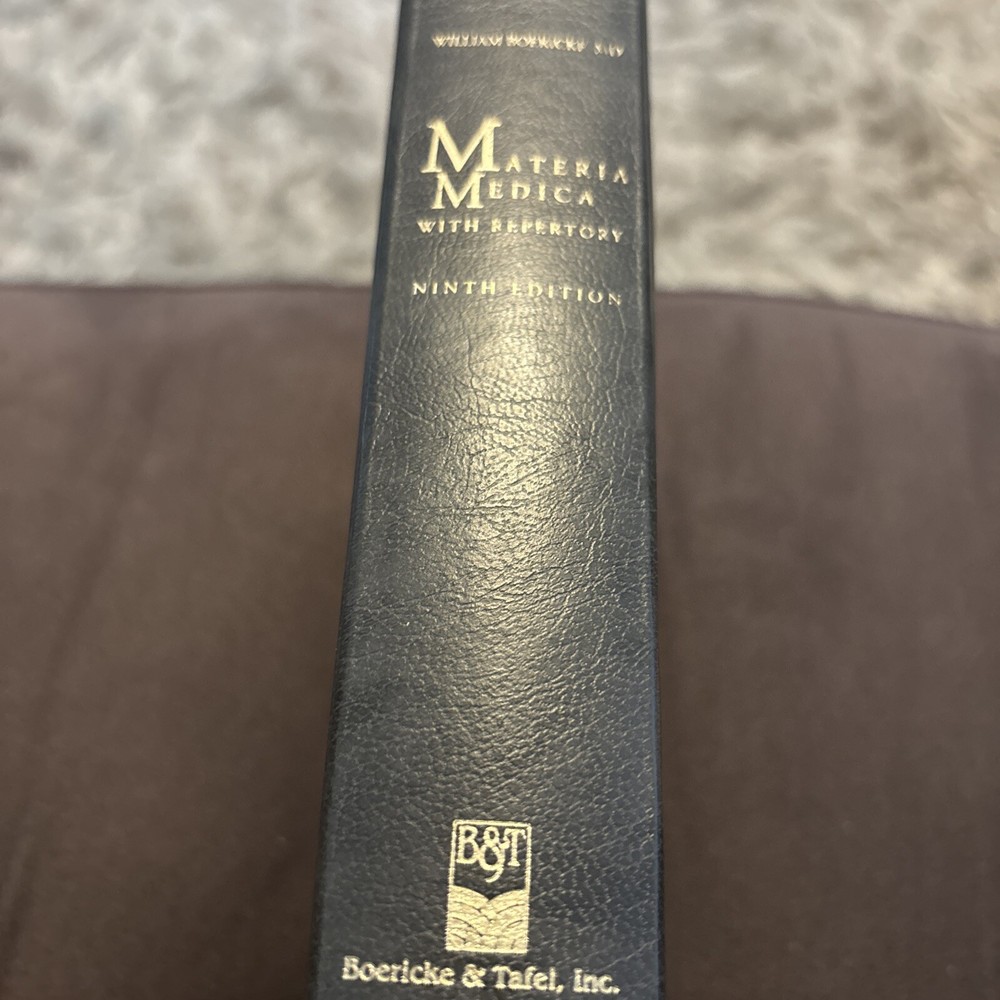 WILLIAM BOERICKE M.D.
MATERIA
MEDICA
WITH REPERTORY
NINTH EDITION
B&T
Boericke & Tafel, Inc.